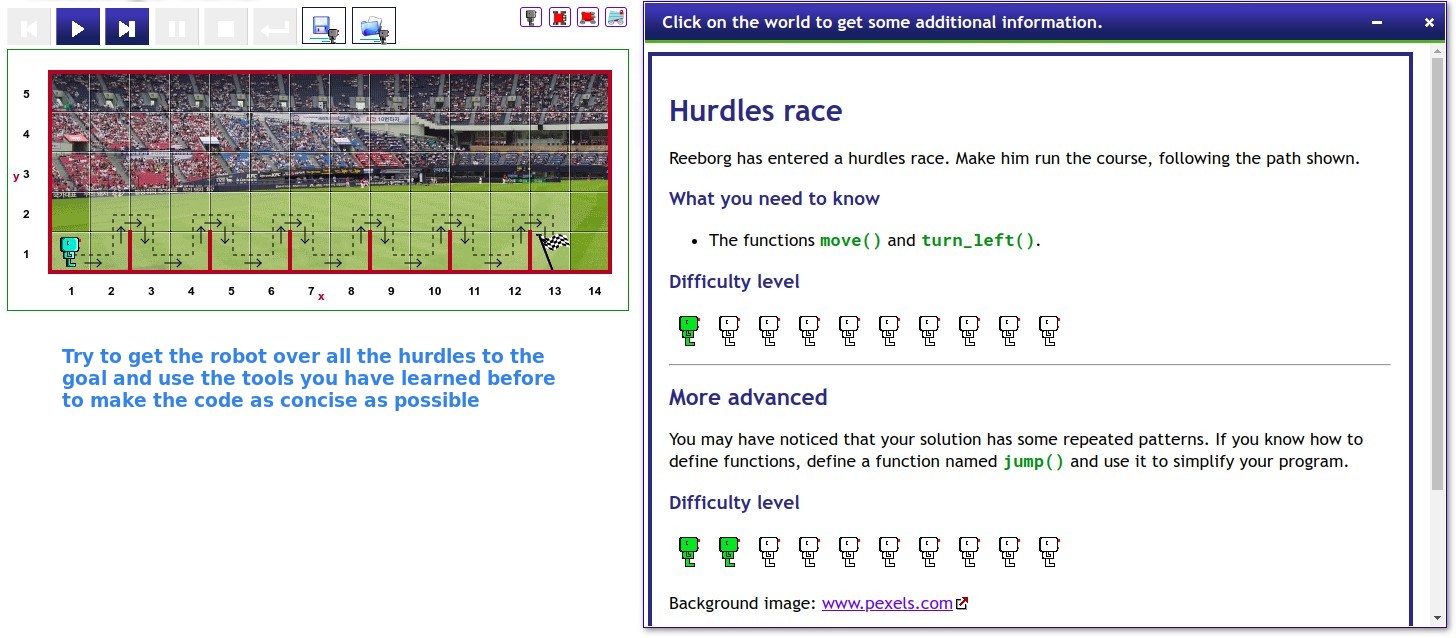 Click on the world to get some additional information.
5
4
y 3
2
1
1 2 3 4 5 6 7 8 9 10 11 12 13 14
x
Try to get the robot over all the hurdles to the
goal and use the tools you have learned before
to make the code as concise as possible
Hurdles race
Reeborg has entered a hurdles race. Make him run the course, following the path shown.
What you need to know
• The functions move() and turn_left().
Difficulty level
More advanced
You may have noticed that your solution has some repeated patterns. If you know how to
define functions, define a function named jump() and use it to simplify your program.
Difficulty level
Background image: www.pexels.com